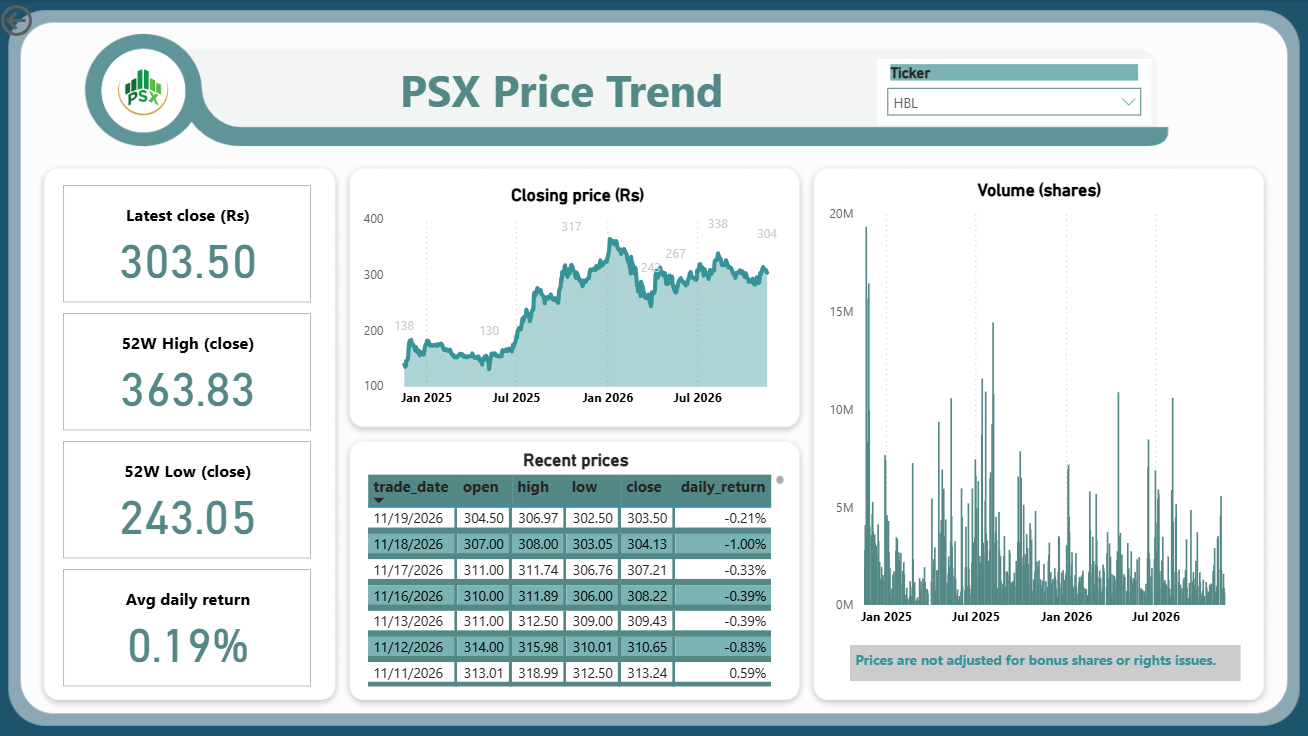 PSX
PSX Price Trend
Ticker
HBL
Latest close (Rs)
303.50
52W High (close)
363.83
52W Low (close)
243.05
Avg daily return
0.19%
Closing price (Rs)
400
300
200
100
138
130
317
243
267
338
304
Jan 2025 Jul 2025 Jan 2026 Jul 2026
Recent prices
trade_date open high low close daily_return
11/19/2026 304.50 306.97 302.50 303.50 -0.21%
11/18/2026 307.00 308.00 303.05 304.13 -1.00%
11/17/2026 311.00 311.74 306.76 307.21 -0.33%
11/16/2026 310.00 311.89 306.00 308.22 -0.39%
11/13/2026 311.00 312.50 309.00 309.43 -0.39%
11/12/2026 314.00 315.98 310.01 310.65 -0.83%
11/11/2026 313.01 318.99 312.50 313.24 0.59%
Volume (shares)
20M
15M
10M
5M
0M
Jan 2025 Jul 2025 Jan 2026 Jul 2026
Prices are not adjusted for bonus shares or rights issues.